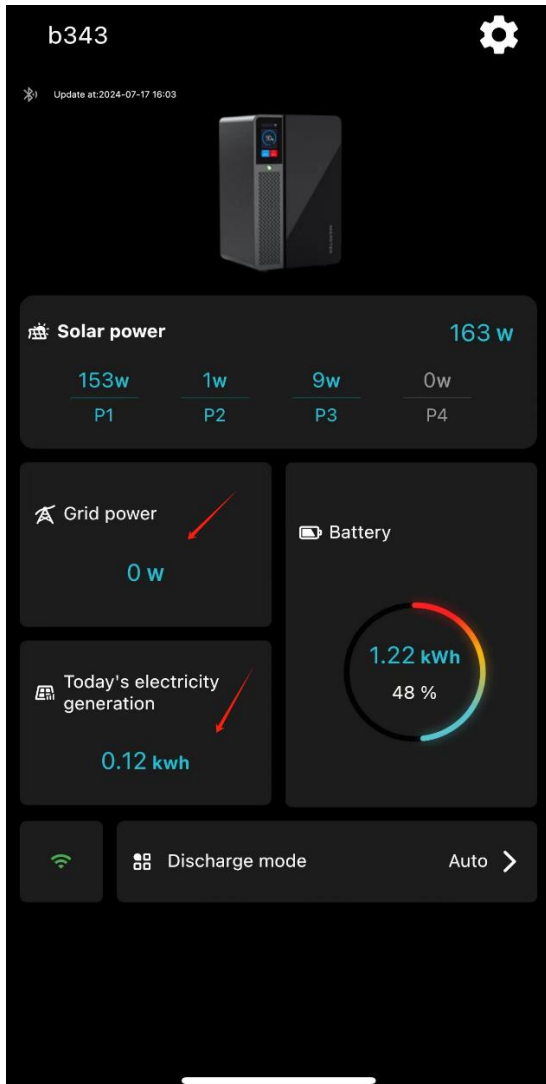 b343
Update at:2024-07-17 16:03
Solar power
163 w
153w 1w 9w 0w
P1 P2 P3 P4
Grid power
0 w
Battery
1.22 kWh
48 %
Today's electricity
generation
0.12 kwh
Discharge mode Auto